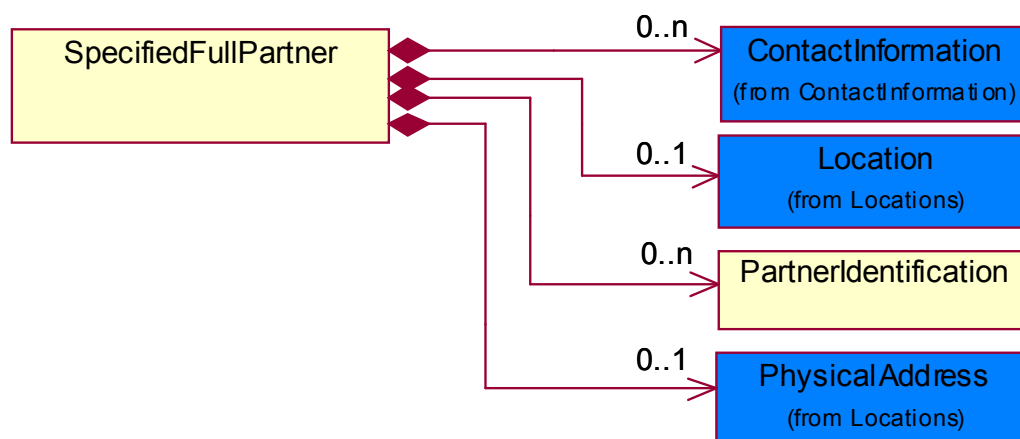 SpecifiedFullPartner
0..n
ContactInformation
(from ContactInformation)
0..1
Location
(from Locations)
0..n
PartnerIdentification
0..1
PhysicalAddress
(from Locations)